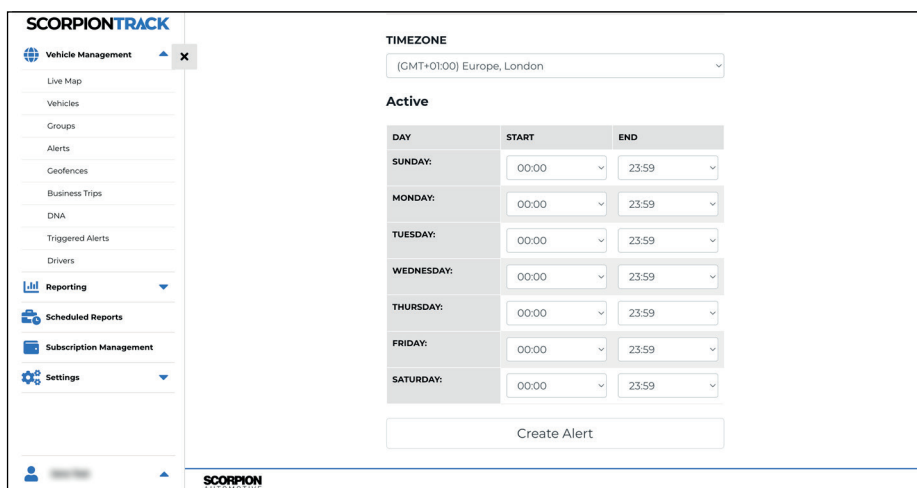 SCORPIONTRACK
Vehicle Management
Live Map
Vehicles
Groups
Alerts
Geofences
Business Trips
DNA
Triggered Alerts
Drivers
Reporting
Scheduled Reports
Subscription Management
Settings
TIMEZONE
(GMT+01:00) Europe, London
Active
DAY START END
SUNDAY: 00:00 23:59
MONDAY: 00:00 23:59
TUESDAY: 00:00 23:59
WEDNESDAY: 00:00 23:59
THURSDAY: 00:00 23:59
FRIDAY: 00:00 23:59
SATURDAY: 00:00 23:59
Create Alert
SCORPION
AUTOMOTIVE